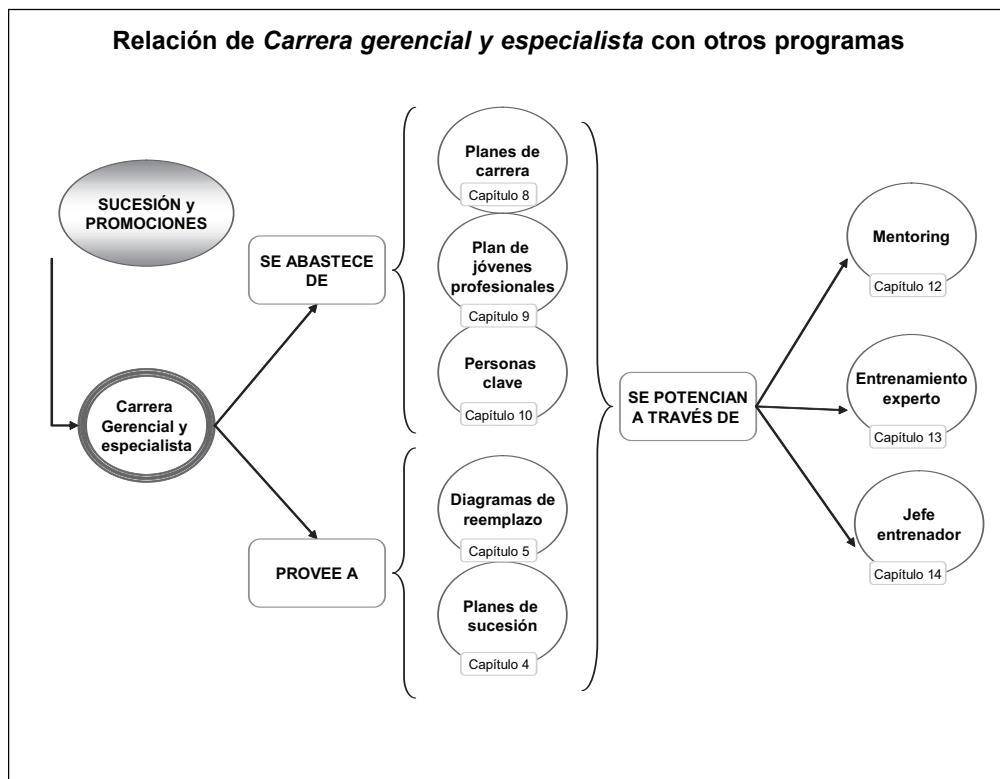 Relación de Carrera gerencial y especialista con otros programas
SUCESIÓN y
PROMOCIONES
Carrera
Gerencial y
especialista
SE ABASTECE
DE
PROVEE A
Planes de
carrera
Capítulo 8
Plan de
jóvenes
profesionales
Capítulo 9
Personas
clave
Capítulo 10
Diagramas de
reemplazo
Capítulo 5
Planes de
sucesión
Capítulo 4
SE POTENCIAN
A TRAVÉS DE
Mentoring
Capítulo 12
Entrenamiento
experto
Capítulo 13
Jefe
entrenador
Capítulo 14